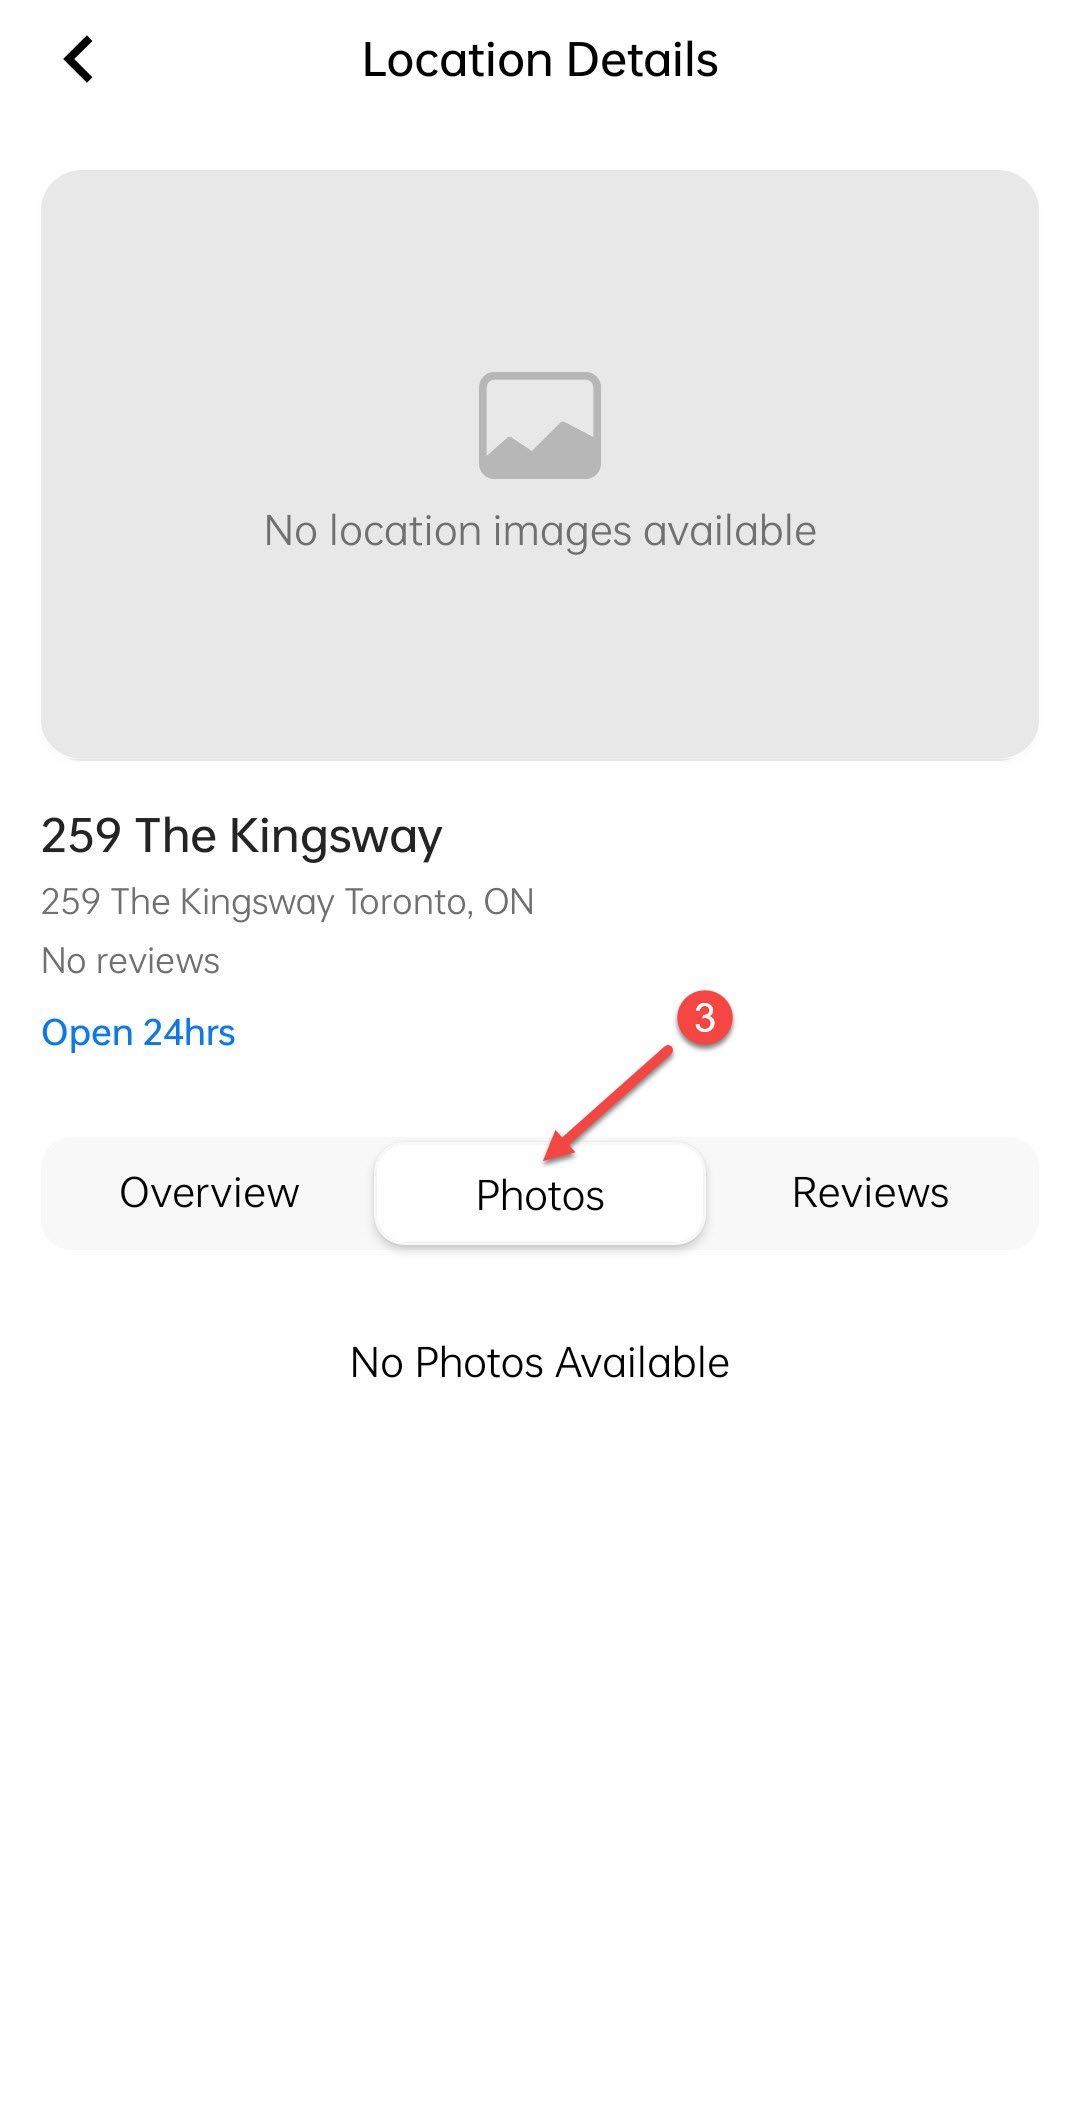 Location Details
No location images available
259 The Kingsway
259 The Kingsway Toronto, ON
No reviews
Open 24hrs
3
Overview
Photos
Reviews
No Photos Available